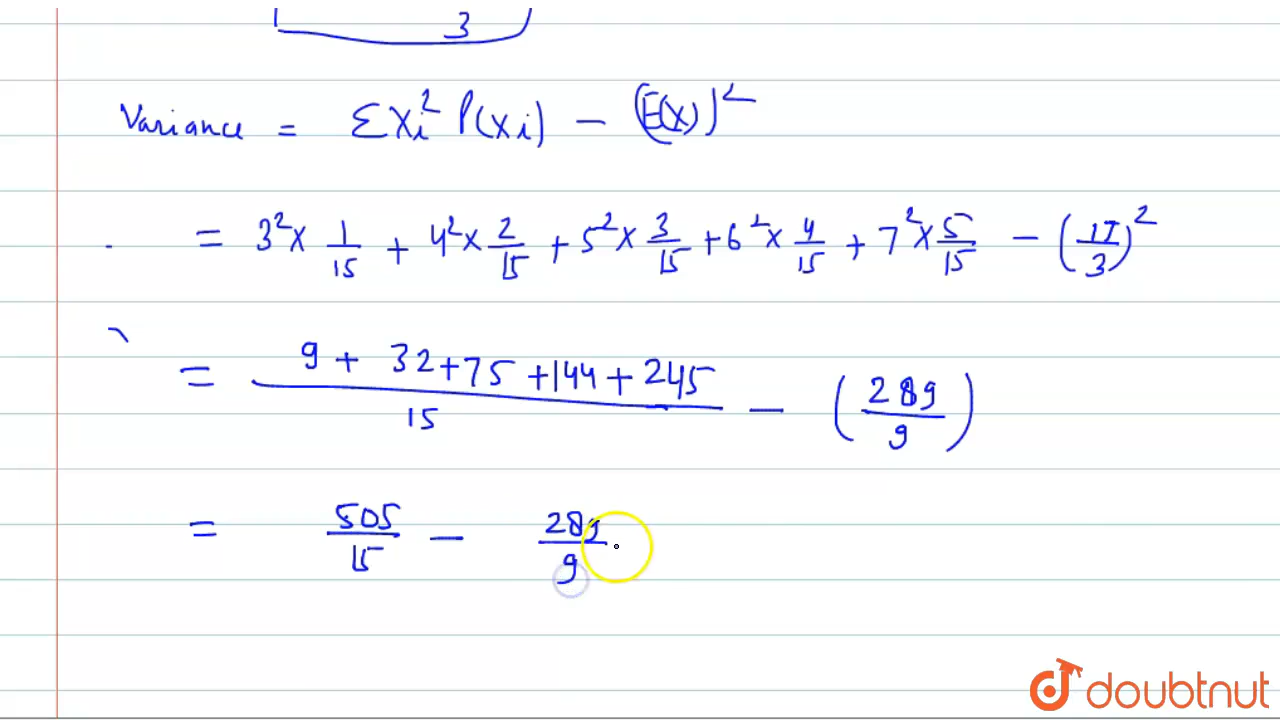 3
Variance = Σxi² P(xi) − (E(x))²
= 3² × 1/15 + 4² × 2/15 + 5² × 3/15 + 6² × 4/15 + 7² × 5/15 − (17/3)²
= (9 + 32 + 75 + 144 + 245)/15 − (289/9)
= 505/15 − 289/9
doubtnut